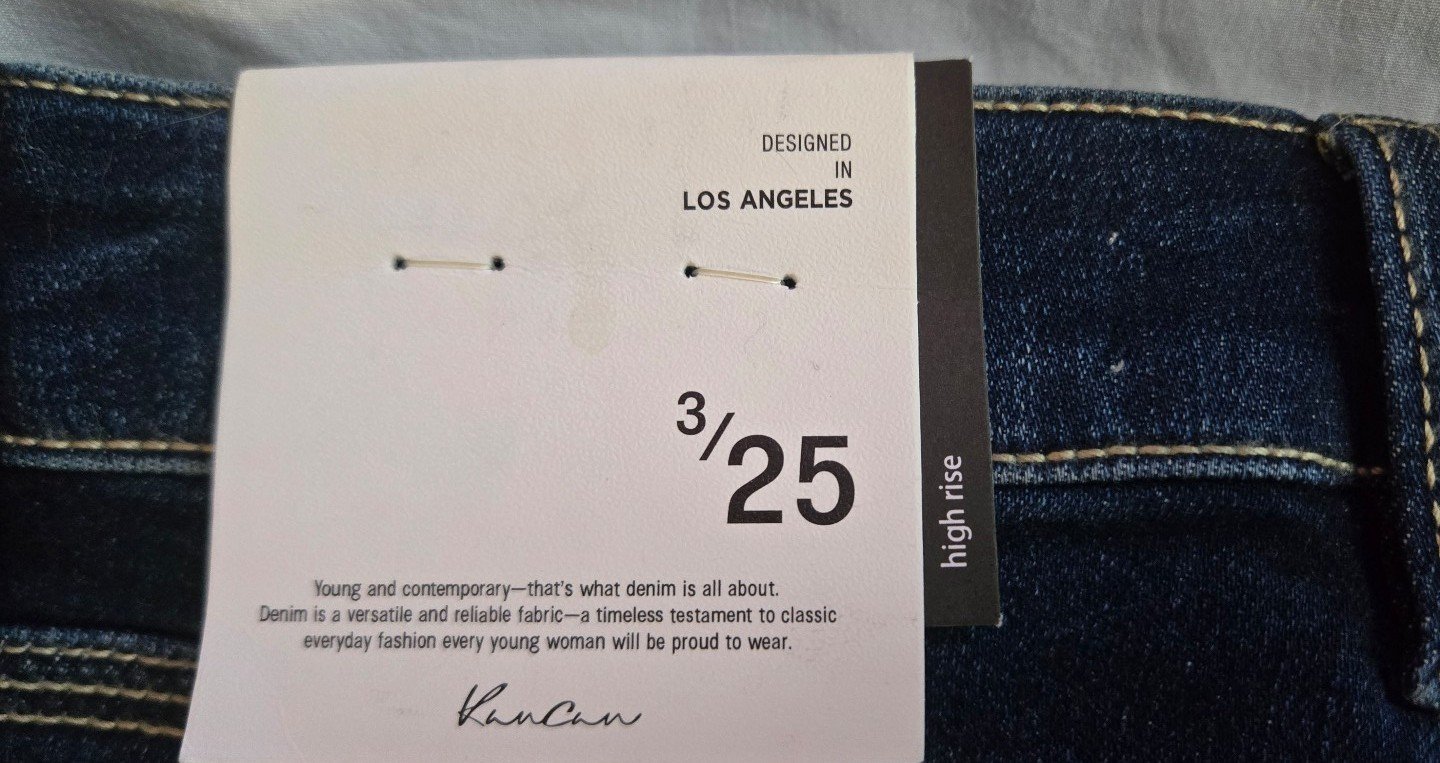 DESIGNED
IN
LOS ANGELES
3/25
high rise
Young and contemporary—that's what denim is all about.
Denim is a versatile and reliable fabric—a timeless testament to classic
everyday fashion every young woman will be proud to wear.
KanCan